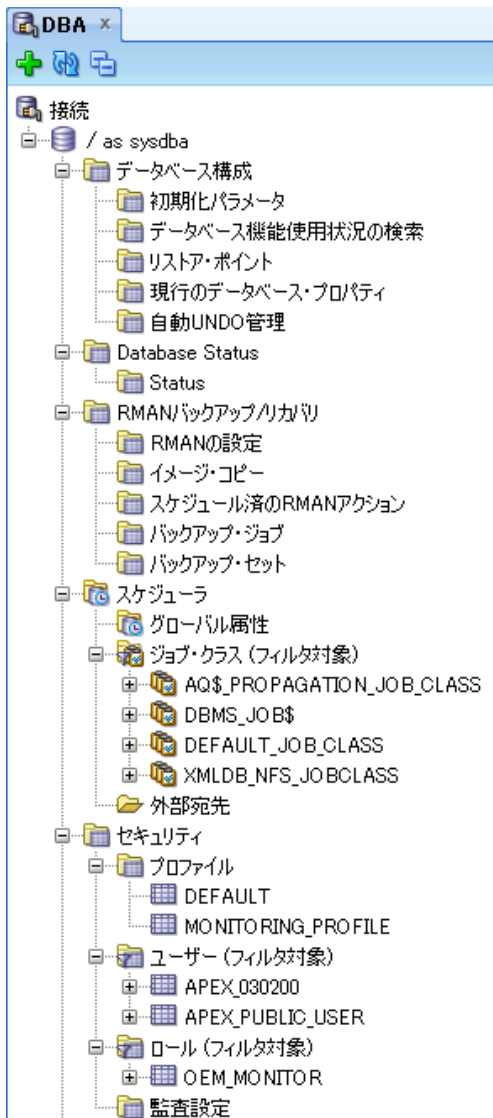 DBA
接続
/ as sysdba
データベース構成
初期化パラメータ
データベース機能使用状況の検索
リストア・ポイント
現行のデータベース・プロパティ
自動UNDO管理
Database Status
Status
RMANバックアップ/リカバリ
RMANの設定
イメージ・コピー
スケジュール済のRMANアクション
バックアップ・ジョブ
バックアップ・セット
スケジューラ
グローバル属性
ジョブ・クラス (フィルタ対象)
AQ$_PROPAGATION_JOB_CLASS
DBMS_JOB$
DEFAULT_JOB_CLASS
XMLDB_NFS_JOBCLASS
外部宛先
セキュリティ
プロファイル
DEFAULT
MONITORING_PROFILE
ユーザー (フィルタ対象)
APEX_030200
APEX_PUBLIC_USER
ロール (フィルタ対象)
OEM_MONITOR
監査設定